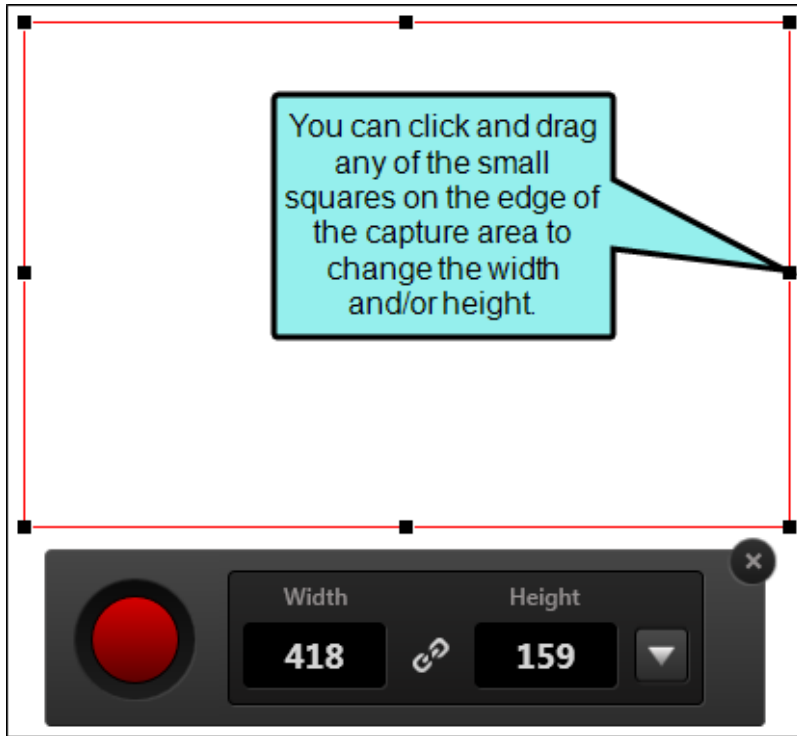 You can click and drag
any of the small
squares on the edge of
the capture area to
change the width
and/or height.
Width Height
418 159